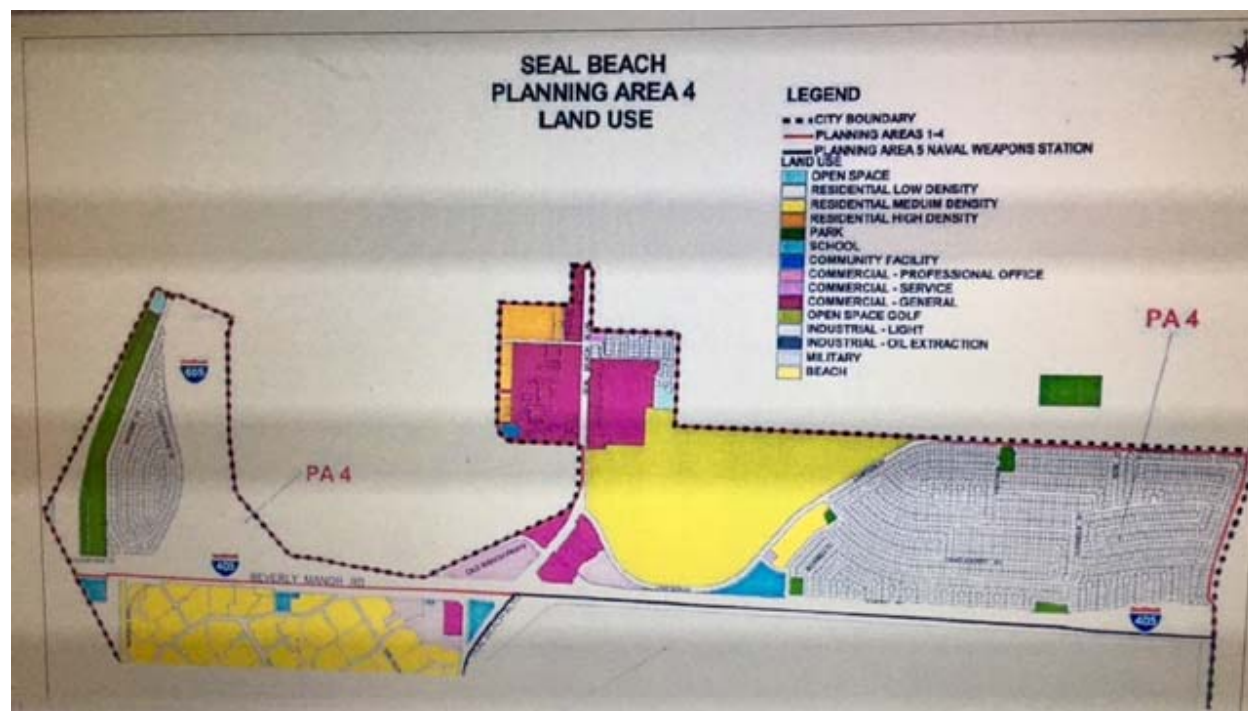 SEAL BEACH
PLANNING AREA 4
LAND USE
LEGEND
CITY BOUNDARY
PLANNING AREAS 1-4
PLANNING AREA 5 NAVAL WEAPONS STATION
LAND USE
OPEN SPACE
RESIDENTIAL LOW DENSITY
RESIDENTIAL MEDUIM DENSITY
RESIDENTIAL HIGH DENSITY
PARK
SCHOOL
COMMUNITY FACILITY
COMMERCIAL - PROFESSIONAL OFFICE
COMMERCIAL - SERVICE
COMMERCIAL - GENERAL
OPEN SPACE GOLF
INDUSTRIAL - LIGHT
INDUSTRIAL - OIL EXTRACTION
MILITARY
BEACH
PA 4
605
PA 4
405
BEVERLY MANOR RD
405